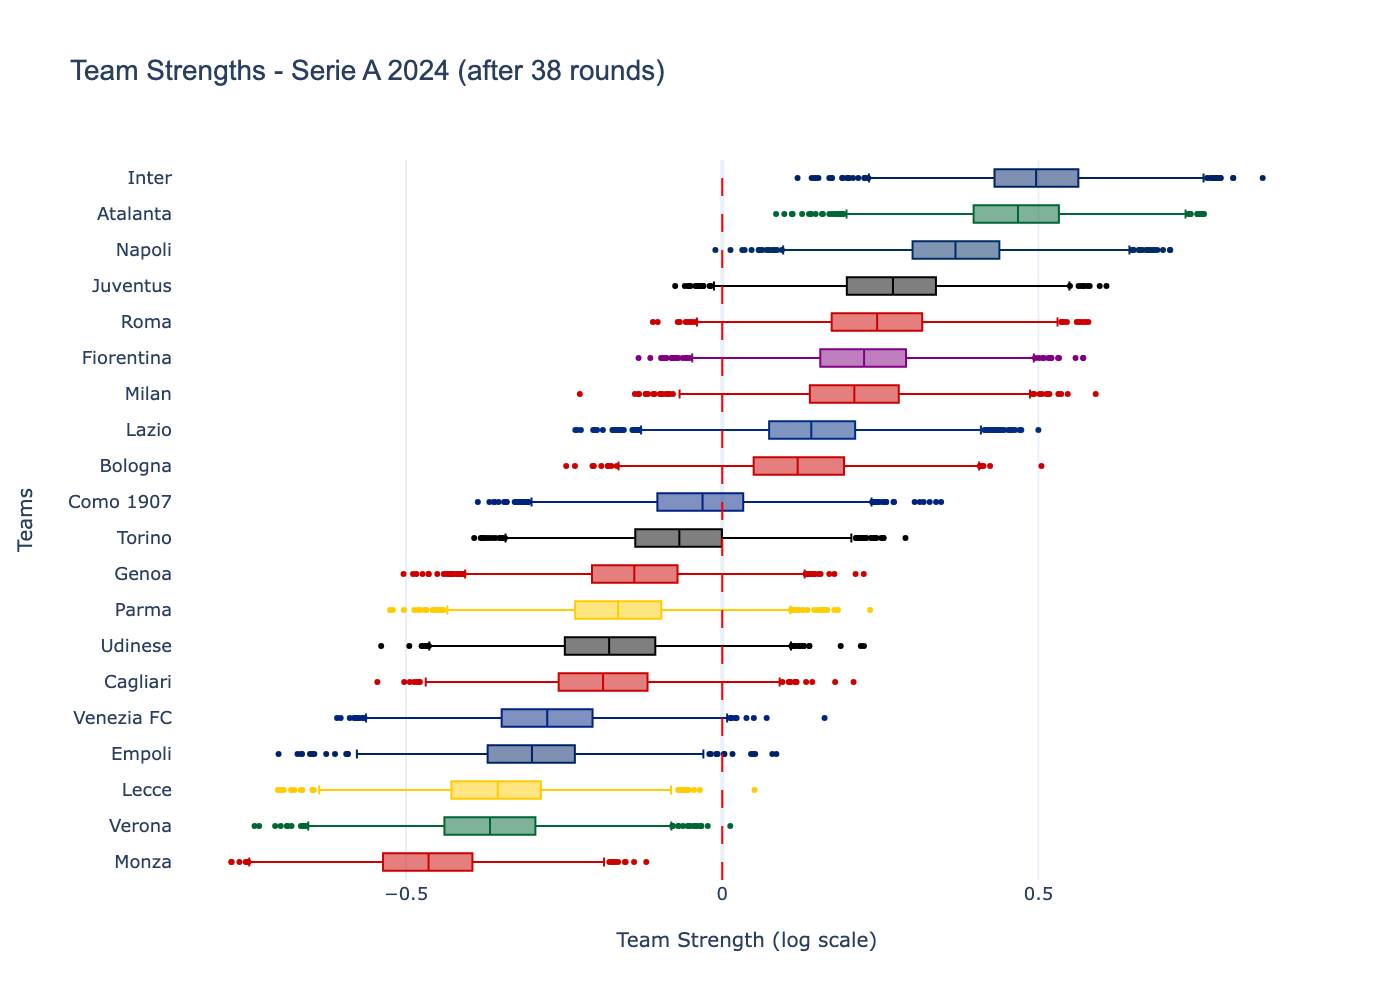 Team Strengths - Serie A 2024 (after 38 rounds)
Inter
Atalanta
Napoli
Juventus
Roma
Fiorentina
Milan
Lazio
Bologna
Como 1907
Torino
Genoa
Parma
Udinese
Cagliari
Venezia FC
Empoli
Lecce
Verona
Monza
Teams
−0.5 0 0.5
Team Strength (log scale)